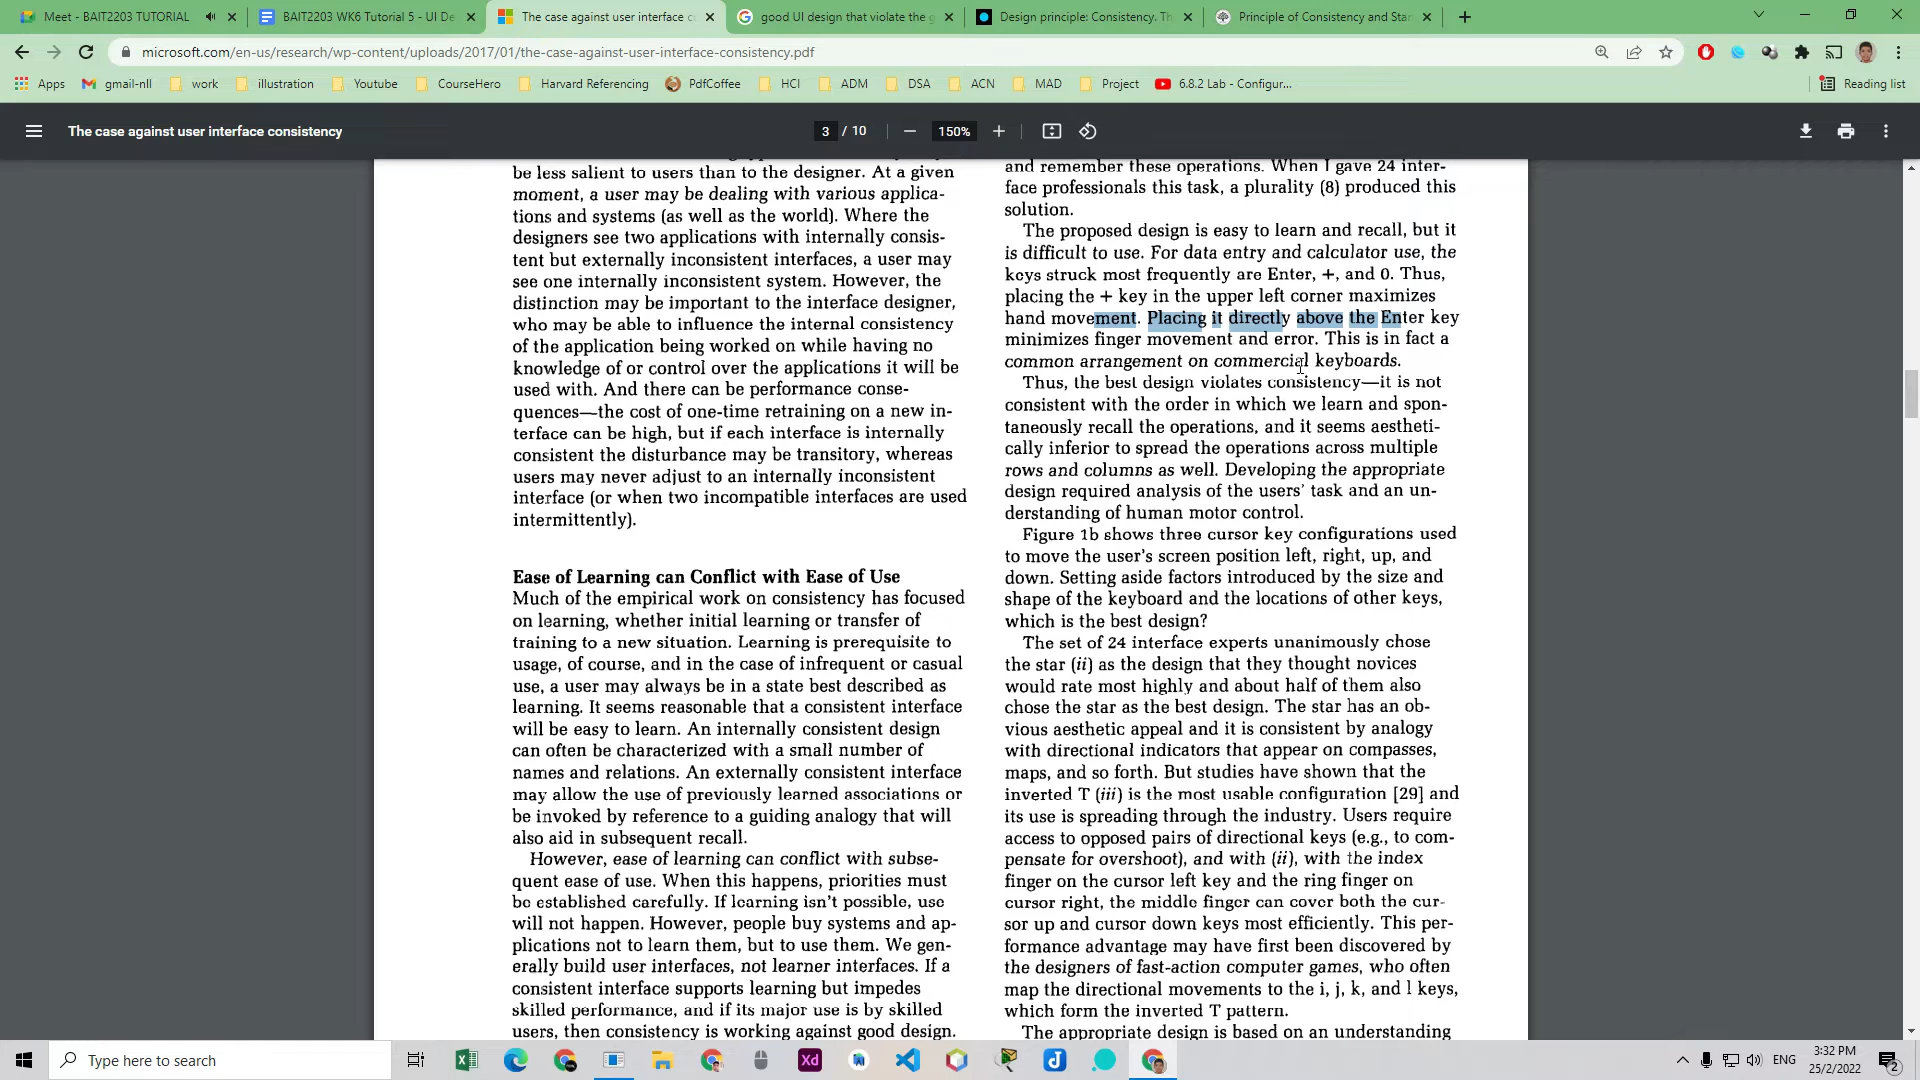 Meet - BAIT2203 TUTORIAL
BAIT2203 WK6 Tutorial 5 - UI De
The case against user interface c
good UI design that violate the g
Design principle: Consistency. Th
Principle of Consistency and Star
microsoft.com/en-us/research/wp-content/uploads/2017/01/the-case-against-user-interface-consistency.pdf
Apps
gmail-nll
work
illustration
Youtube
CourseHero
Harvard Referencing
PdfCoffee
HCI
ADM
DSA
ACN
MAD
Project
6.8.2 Lab - Configur...
Reading list
The case against user interface consistency
3 / 10
150%
be less salient to users than to the designer. At a given
moment, a user may be dealing with various applica-
tions and systems (as well as the world). Where the
designers see two applications with internally consis-
tent but externally inconsistent interfaces, a user may
see one internally inconsistent system. However, the
distinction may be important to the interface designer,
who may be able to influence the internal consistency
of the application being worked on while having no
knowledge of or control over the applications it will be
used with. And there can be performance conse-
quences—the cost of one-time retraining on a new in-
terface can be high, but if each interface is internally
consistent the disturbance may be transitory, whereas
users may never adjust to an internally inconsistent
interface (or when two incompatible interfaces are used
intermittently).
Ease of Learning can Conflict with Ease of Use
Much of the empirical work on consistency has focused
on learning, whether initial learning or transfer of
training to a new situation. Learning is prerequisite to
usage, of course, and in the case of infrequent or casual
use, a user may always be in a state best described as
learning. It seems reasonable that a consistent interface
will be easy to learn. An internally consistent design
can often be characterized with a small number of
names and relations. An externally consistent interface
may allow the use of previously learned associations or
be invoked by reference to a guiding analogy that will
also aid in subsequent recall.
However, ease of learning can conflict with subse-
quent ease of use. When this happens, priorities must
be established carefully. If learning isn't possible, use
will not happen. However, people buy systems and ap-
plications not to learn them, but to use them. We gen-
erally build user interfaces, not learner interfaces. If a
consistent interface supports learning but impedes
skilled performance, and if its major use is by skilled
users, then consistency is working against good design.
and remember these operations. When I gave 24 inter-
face professionals this task, a plurality (8) produced this
solution.
The proposed design is easy to learn and recall, but it
is difficult to use. For data entry and calculator use, the
keys struck most frequently are Enter, +, and 0. Thus,
placing the + key in the upper left corner maximizes
hand movement. Placing it directly above the Enter key
minimizes finger movement and error. This is in fact a
common arrangement on commercial keyboards.
Thus, the best design violates consistency—it is not
consistent with the order in which we learn and spon-
taneously recall the operations, and it seems aestheti-
cally inferior to spread the operations across multiple
rows and columns as well. Developing the appropriate
design required analysis of the users' task and an un-
derstanding of human motor control.
Figure 1b shows three cursor key configurations used
to move the user's screen position left, right, up, and
down. Setting aside factors introduced by the size and
shape of the keyboard and the locations of other keys,
which is the best design?
The set of 24 interface experts unanimously chose
the star (ii) as the design that they thought novices
would rate most highly and about half of them also
chose the star as the best design. The star has an ob-
vious aesthetic appeal and it is consistent by analogy
with directional indicators that appear on compasses,
maps, and so forth. But studies have shown that the
inverted T (iii) is the most usable configuration [29] and
its use is spreading through the industry. Users require
access to opposed pairs of directional keys (e.g., to com-
pensate for overshoot), and with (ii), with the index
finger on the cursor left key and the ring finger on
cursor right, the middle finger can cover both the cur-
sor up and cursor down keys most efficiently. This per-
formance advantage may have first been discovered by
the designers of fast-action computer games, who often
map the directional movements to the i, j, k, and l keys,
which form the inverted T pattern.
The appropriate design is based on an understanding
Type here to search
Xd
ENG
3:32 PM
25/2/2022
2